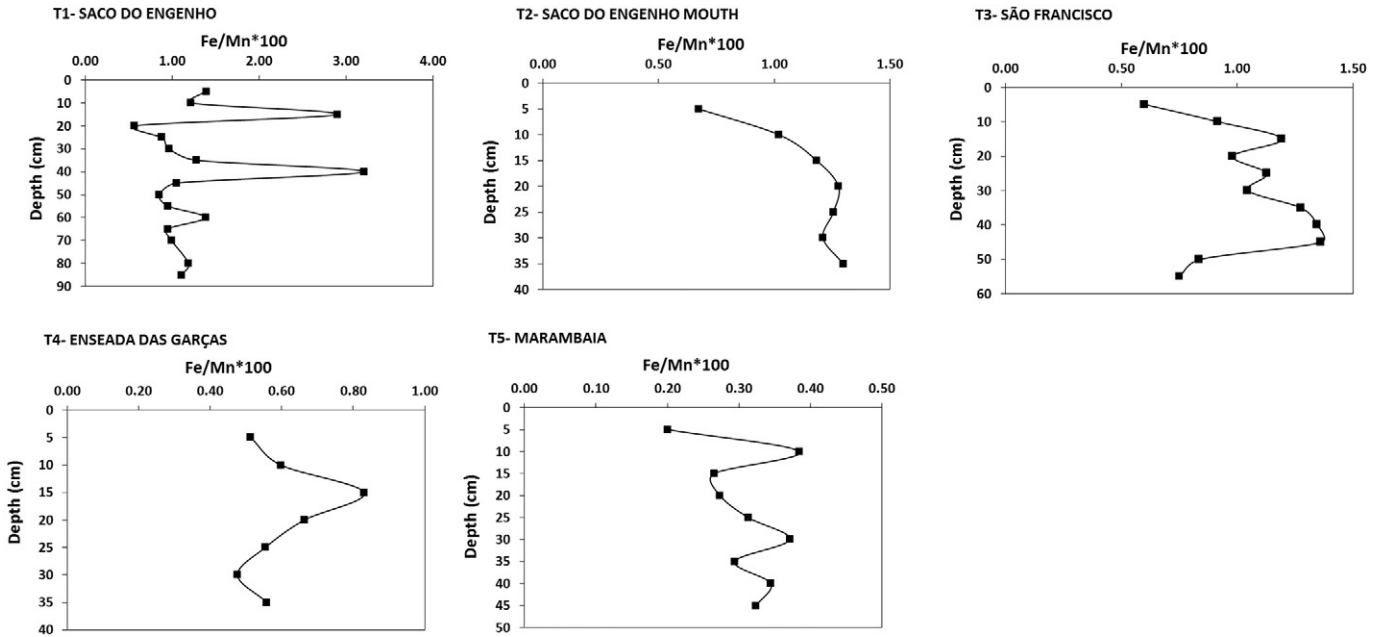 T1- SACO DO ENGENHO
Fe/Mn*100
0.00 1.00 2.00 3.00 4.00
0
10
20
30
40
50
60
70
80
90
Depth (cm)
T2- SACO DO ENGENHO MOUTH
Fe/Mn*100
0.00 0.50 1.00 1.50
0
5
10
15
20
25
30
35
40
Depth (cm)
T3- SÃO FRANCISCO
Fe/Mn*100
0.00 0.50 1.00 1.50
0
10
20
30
40
50
60
Depth (cm)
T4- ENSEADA DAS GARÇAS
Fe/Mn*100
0.00 0.20 0.40 0.60 0.80 1.00
0
5
10
15
20
25
30
35
40
Depth (cm)
T5- MARAMBAIA
Fe/Mn*100
0.00 0.10 0.20 0.30 0.40 0.50
0
5
10
15
20
25
30
35
40
45
50
Depth (cm)